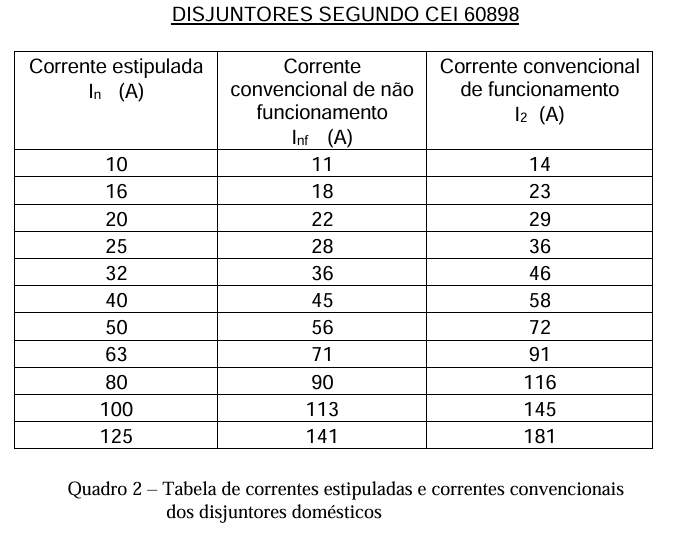 DISJUNTORES SEGUNDO CEI 60898
Corrente estipulada
In (A)
Corrente
convencional de não
funcionamento
Inf (A)
Corrente convencional
de funcionamento
I2 (A)
10 11 14
16 18 23
20 22 29
25 28 36
32 36 46
40 45 58
50 56 72
63 71 91
80 90 116
100 113 145
125 141 181
Quadro 2 – Tabela de correntes estipuladas e correntes convencionais
dos disjuntores domésticos